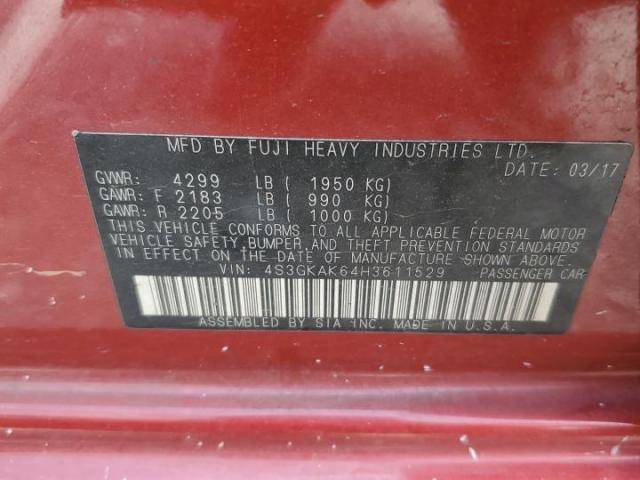 MFD BY FUJI HEAVY INDUSTRIES LTD.
DATE: 03/17
GVWR: 4299 LB ( 1950 KG)
GAWR: F 2183 LB ( 990 KG)
GAWR: R 2205 LB ( 1000 KG)
THIS VEHICLE CONFORMS TO ALL APPLICABLE FEDERAL MOTOR
VEHICLE SAFETY, BUMPER, AND THEFT PREVENTION STANDARDS
IN EFFECT ON THE DATE OF MANUFACTURE SHOWN ABOVE.
VIN: 4S3GKAK64H3611529 PASSENGER CAR
ASSEMBLED BY SIA INC. MADE IN U.S.A.